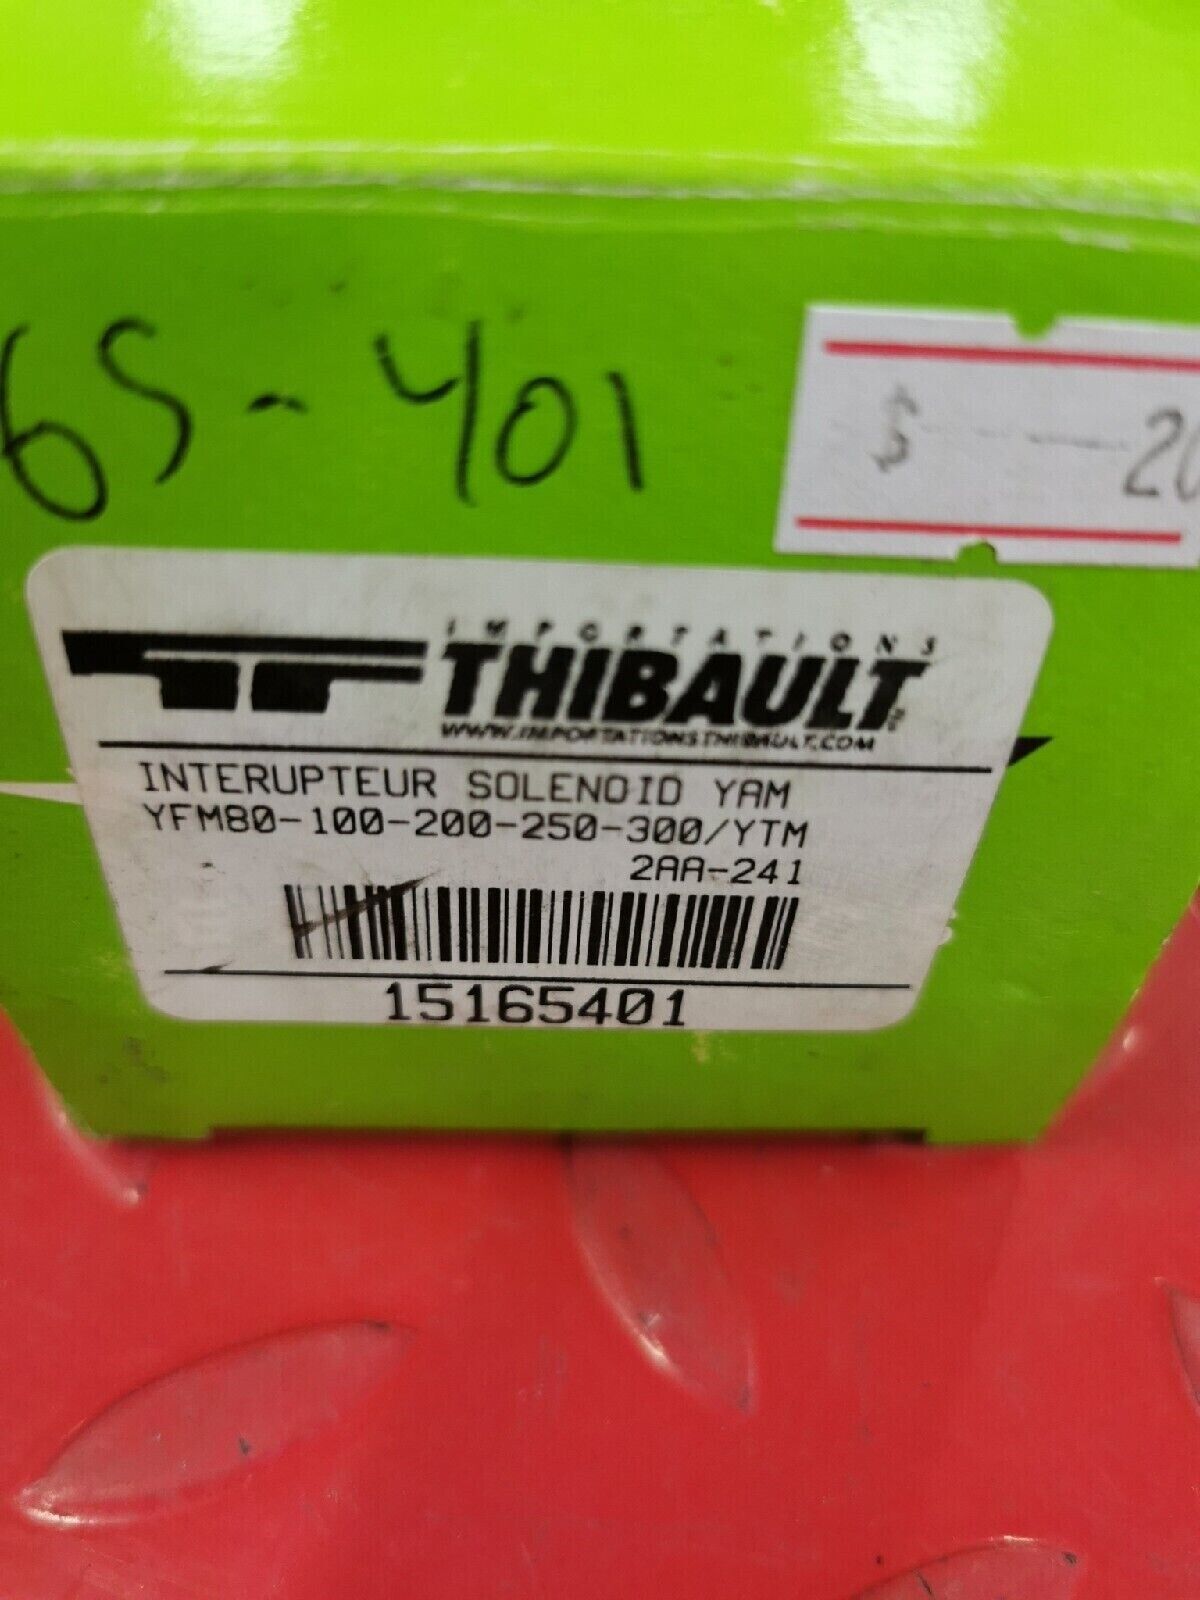 65-401
$ 20
IMPORTATIONS
THIBAULT
WWW.IMPORTATIONSTHIBAULT.COM
INTERUPTEUR SOLENOID YAM
YFM80-100-200-250-300/YTM
2AA-241
15165401